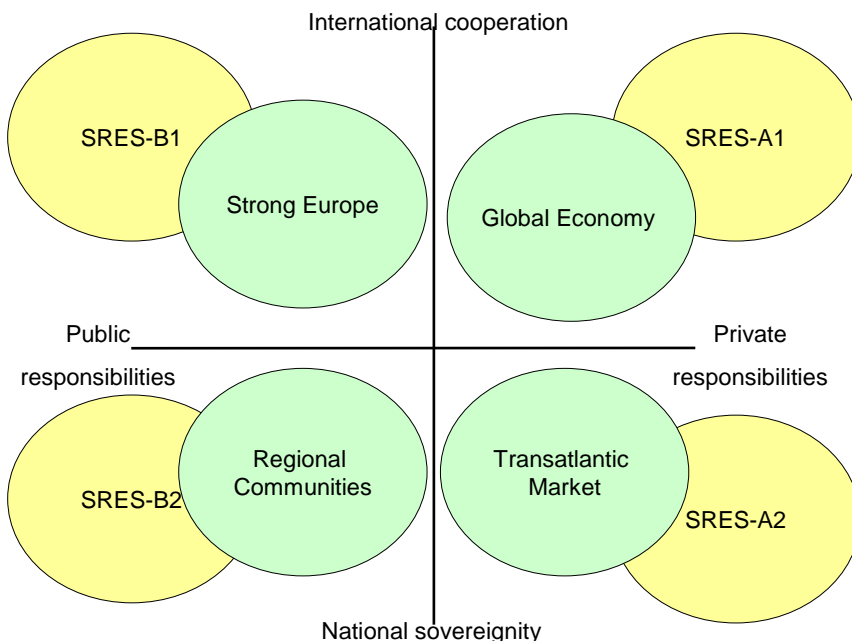 International cooperation
SRES-B1
SRES-A1
Strong Europe
Global Economy
Public
Private
responsibilities
responsibilities
Regional
Communities
Transatlantic
Market
SRES-B2
SRES-A2
National sovereignity